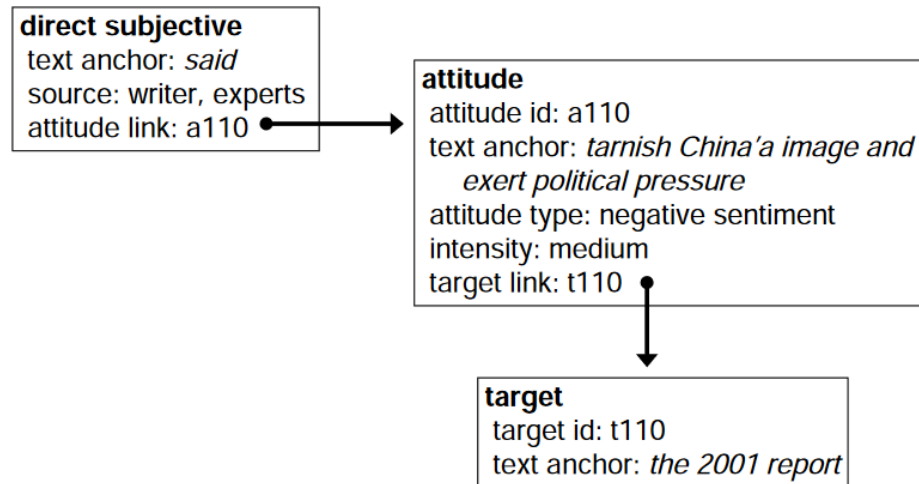 direct subjective
text anchor: said
source: writer, experts
attitude link: a110
attitude
attitude id: a110
text anchor: tarnish China'a image and
exert political pressure
attitude type: negative sentiment
intensity: medium
target link: t110
target
target id: t110
text anchor: the 2001 report